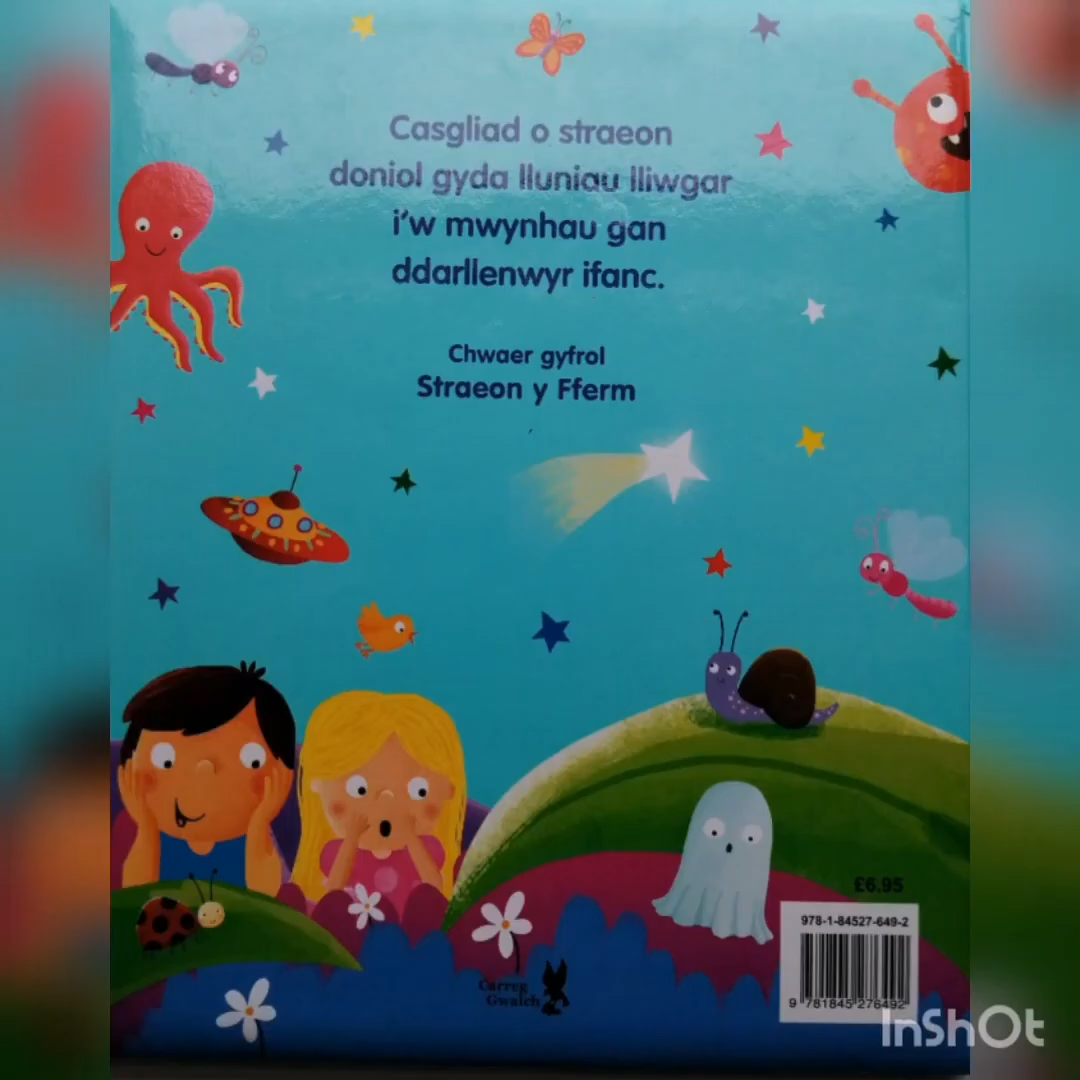 Casgliad o straeon
doniol gyda lluniau lliwgar
i'w mwynhau gan
ddarllenwyr ifanc.
Chwaer gyfrol
Straeon y Fferm
£6.95
978-1-84527-649-2
9 781845 276492
Carreg
Gwalch
InShOt